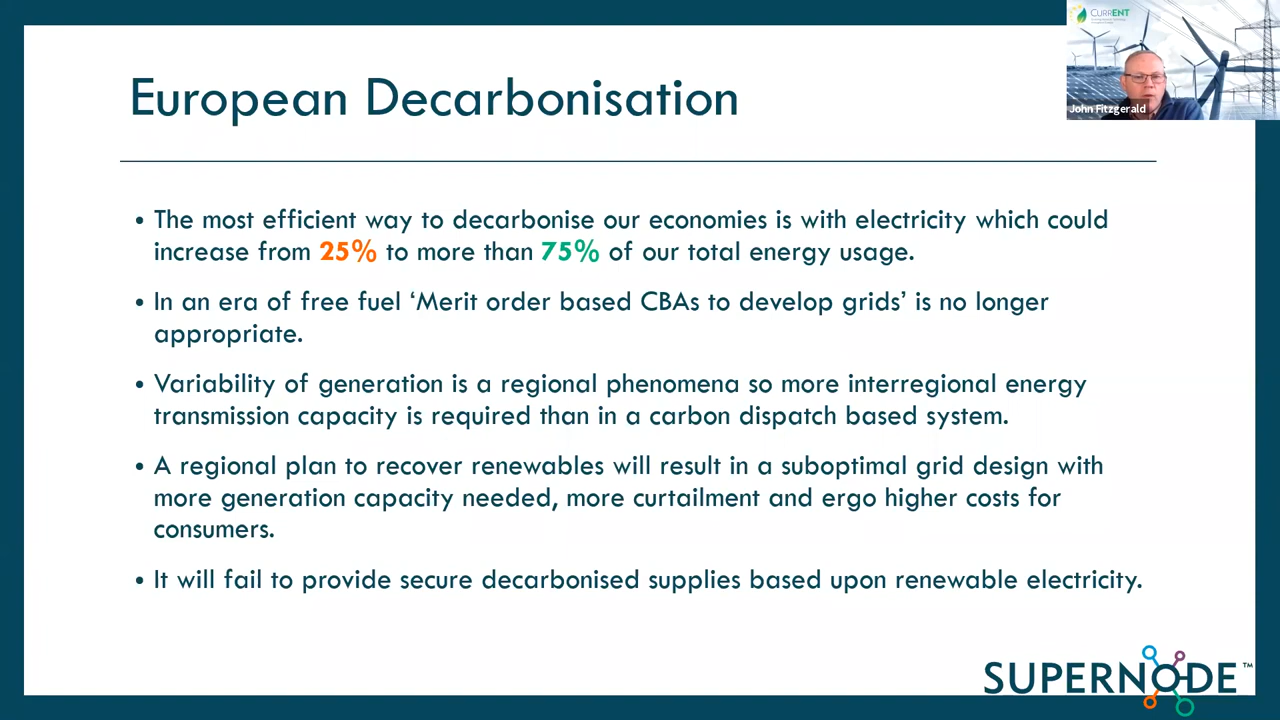 CURRENT
John Fitzgerald
European Decarbonisation
• The most efficient way to decarbonise our economies is with electricity which could
increase from 25% to more than 75% of our total energy usage.
• In an era of free fuel ‘Merit order based CBAs to develop grids’ is no longer
appropriate.
• Variability of generation is a regional phenomena so more interregional energy
transmission capacity is required than in a carbon dispatch based system.
• A regional plan to recover renewables will result in a suboptimal grid design with
more generation capacity needed, more curtailment and ergo higher costs for
consumers.
• It will fail to provide secure decarbonised supplies based upon renewable electricity.
SUPERNODE™